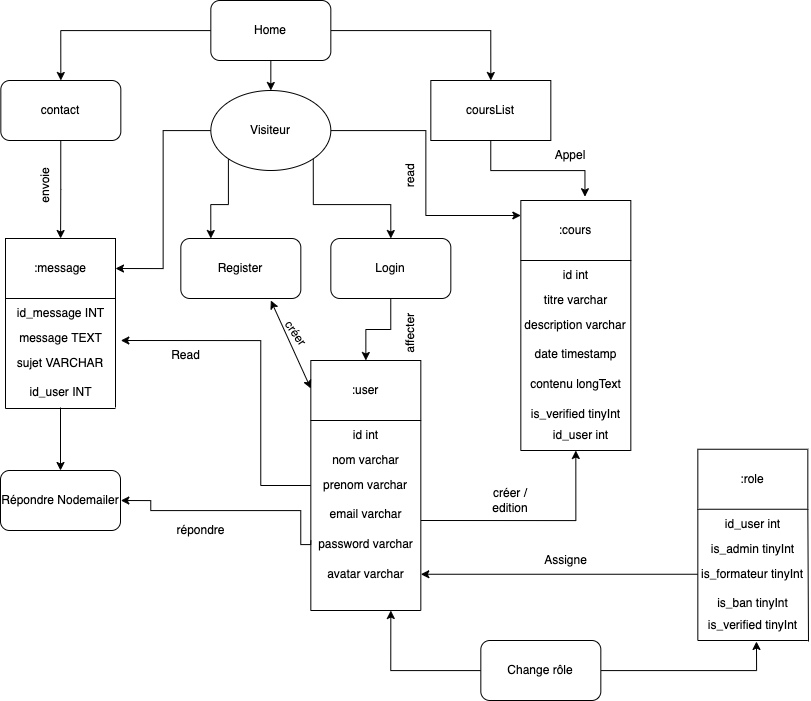 Home
contact
Visiteur
coursList
Appel
envoie
read
:message
id_message INT
message TEXT
sujet VARCHAR
id_user INT
Register
Login
:cours
id int
titre varchar
description varchar
date timestamp
contenu longText
is_verified tinyInt
id_user int
créer
affecter
Read
:user
id int
nom varchar
prenom varchar
email varchar
password varchar
avatar varchar
Répondre Nodemailer
répondre
créer /
edition
:role
id_user int
is_admin tinyInt
is_formateur tinyInt
is_ban tinyInt
is_verified tinyInt
Assigne
Change rôle